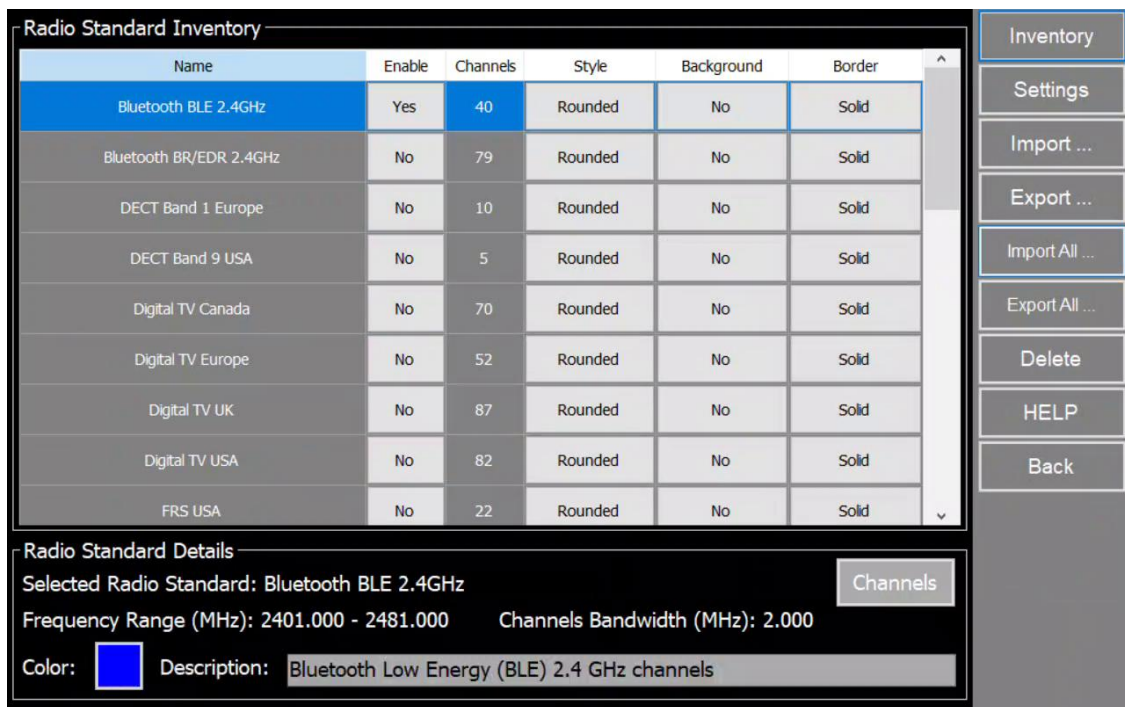 Radio Standard Inventory
Name Enable Channels Style Background Border
Bluetooth BLE 2.4GHz Yes 40 Rounded No Solid
Bluetooth BR/EDR 2.4GHz No 79 Rounded No Solid
DECT Band 1 Europe No 10 Rounded No Solid
DECT Band 9 USA No 5 Rounded No Solid
Digital TV Canada No 70 Rounded No Solid
Digital TV Europe No 52 Rounded No Solid
Digital TV UK No 87 Rounded No Solid
Digital TV USA No 82 Rounded No Solid
FRS USA No 22 Rounded No Solid
Radio Standard Details
Selected Radio Standard: Bluetooth BLE 2.4GHz
Channels
Frequency Range (MHz): 2401.000 - 2481.000 Channels Bandwidth (MHz): 2.000
Color: Description: Bluetooth Low Energy (BLE) 2.4 GHz channels
Inventory
Settings
Import ...
Export ...
Import All ...
Export All ...
Delete
HELP
Back